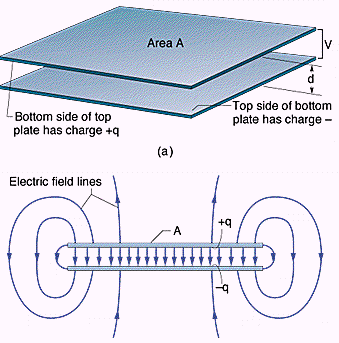 Area A
V
d
Bottom side of top
plate has charge +q
Top side of bottom
plate has charge –
(a)
Electric field lines
A
+q
–q